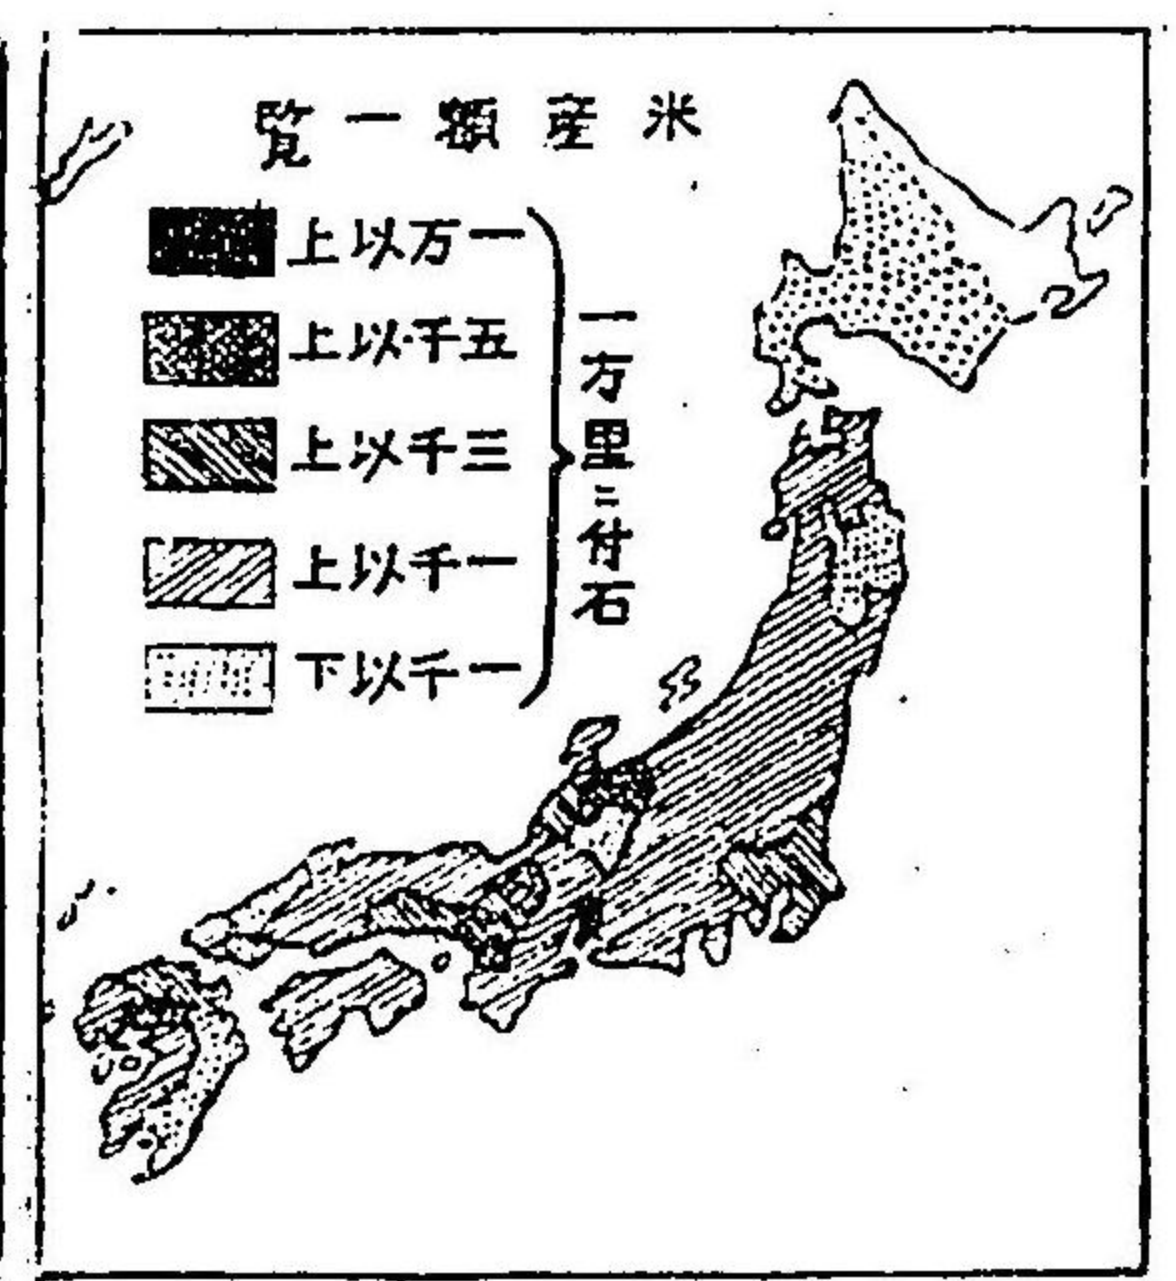 米産額一覧
一万以上
五千以上
三千以上
一千以上
一千以下
一方里ニ付石